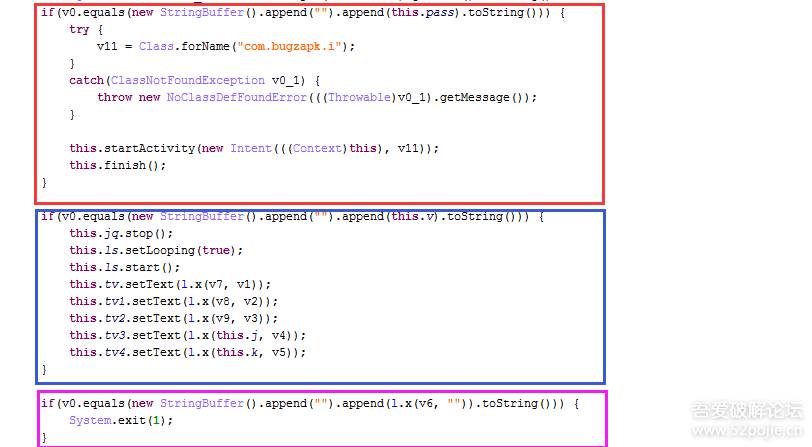 if(v0.equals(new StringBuffer().append("").append(this.pass).toString())) {
try {
v11 = Class.forName("com.bugzapk.i");
}
catch(ClassNotFoundException v0_1) {
throw new NoClassDefFoundError(((Throwable)v0_1).getMessage());
}
this.startActivity(new Intent(((Context)this), v11));
this.finish();
}
if(v0.equals(new StringBuffer().append("").append(this.v).toString())) {
this.jq.stop();
this.ls.setLooping(true);
this.ls.start();
this.tv.setText(l.x(v7, v1));
this.tv1.setText(l.x(v8, v2));
this.tv2.setText(l.x(v9, v3));
this.tv3.setText(l.x(this.j, v4));
this.tv4.setText(l.x(this.k, v5));
}
if(v0.equals(new StringBuffer().append("").append(l.x(v6, "")).toString())) {
System.exit(1);
}
吾爱破解论坛
www.52pojie.cn